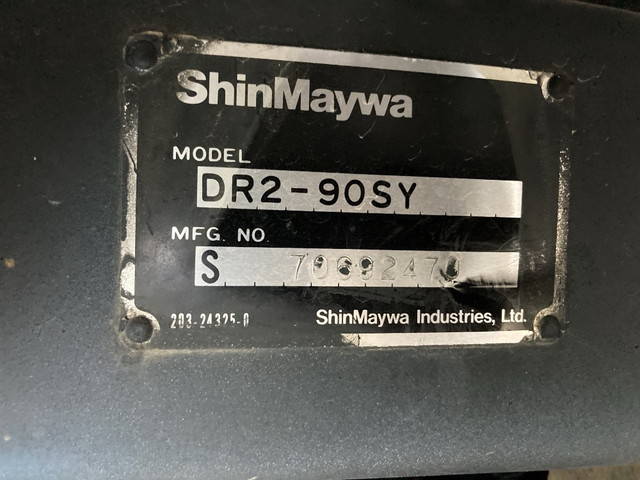 ShinMaywa
MODEL
DR2-90SY
MFG. NO.
S
203-24325-0
ShinMaywa Industries, Ltd.